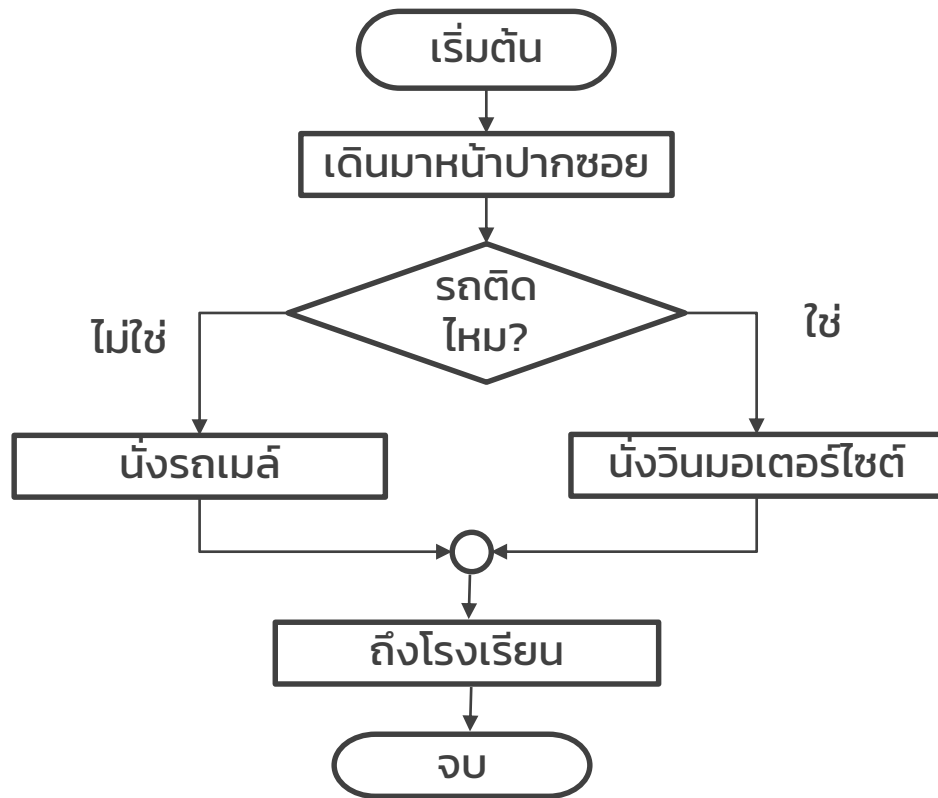 เริ่มต้น
เดินมาหน้าปากซอย
รถติด
ไหม?
ไม่ใช่
ใช่
นั่งรถเมล์
นั่งวินมอเตอร์ไซต์
ถึงโรงเรียน
จบ